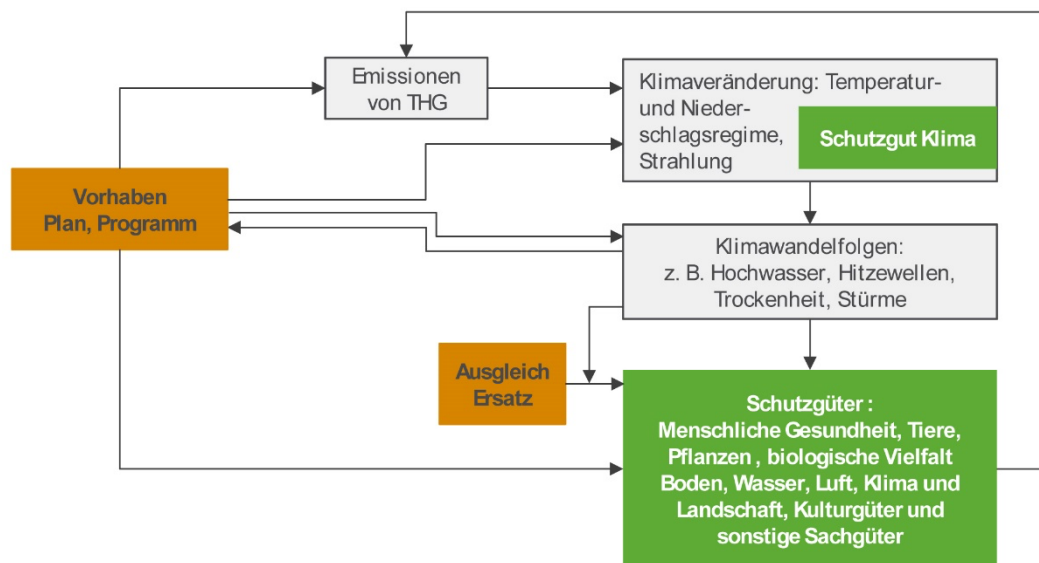 Emissionen
von THG
Klimaveränderung: Temperatur-
und Nieder-
schlagsregime,
Strahlung
Schutzgut Klima
Vorhaben
Plan, Programm
Klimawandelfolgen:
z. B. Hochwasser, Hitzewellen,
Trockenheit, Stürme
Ausgleich
Ersatz
Schutzgüter :
Menschliche Gesundheit, Tiere,
Pflanzen , biologische Vielfalt
Boden, Wasser, Luft, Klima und
Landschaft, Kulturgüter und
sonstige Sachgüter